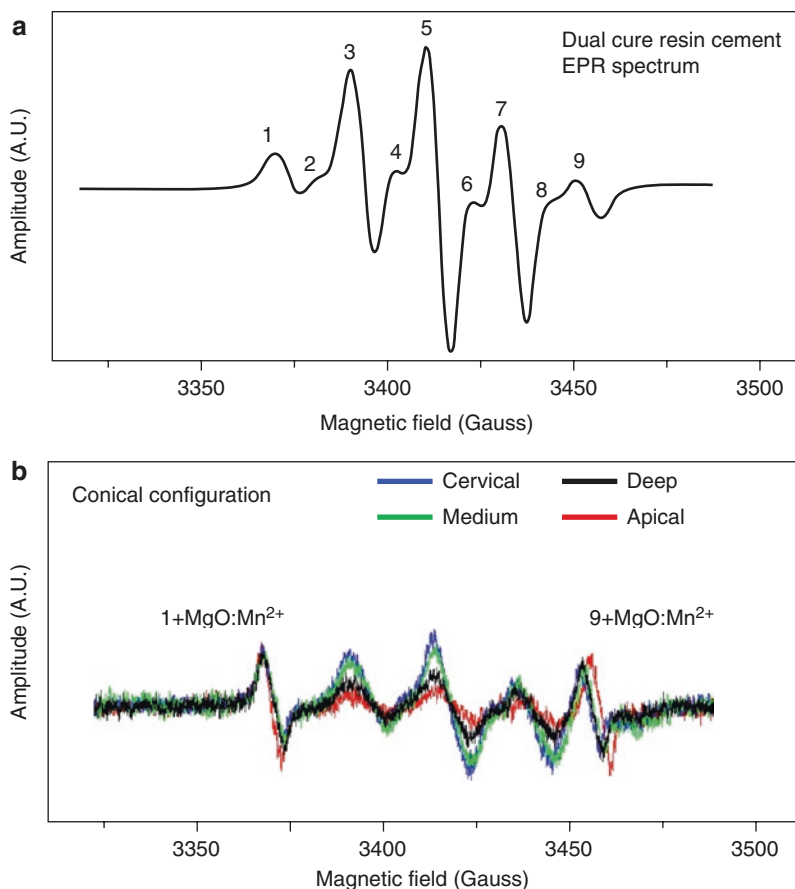 a
Dual cure resin cement
EPR spectrum
1
2
3
4
5
6
7
8
9
Amplitude (A.U.)
3350
3400
3450
3500
Magnetic field (Gauss)
b
Conical configuration
Cervical
Deep
Medium
Apical
1+MgO:Mn²⁺
9+MgO:Mn²⁺
Amplitude (A.U.)
3350
3400
3450
3500
Magnetic field (Gauss)